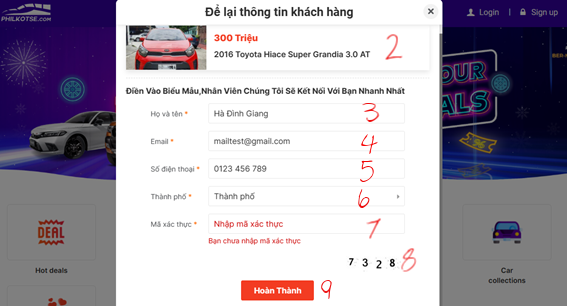 PHILKOTSE.COM
Để lại thông tin khách hàng
×
Login | Sign up
300 Triệu
2016 Toyota Hiace Super Grandia 3.0 AT
2
Điền Vào Biểu Mẫu,Nhân Viên Chúng Tôi Sẽ Kết Nối Với Bạn Nhanh Nhất
Họ và tên * Hà Đình Giang 3
Email * mailtest@gmail.com 4
Số điện thoại * 0123 456 789 5
Thành phố * Thành phố 6
Mã xác thực * Nhập mã xác thực 7
Bạn chưa nhập mã xác thực
7 3 2 8 8
Hoàn Thành 9
OUR
ALS
DEAL
Hot deals
Car
collections